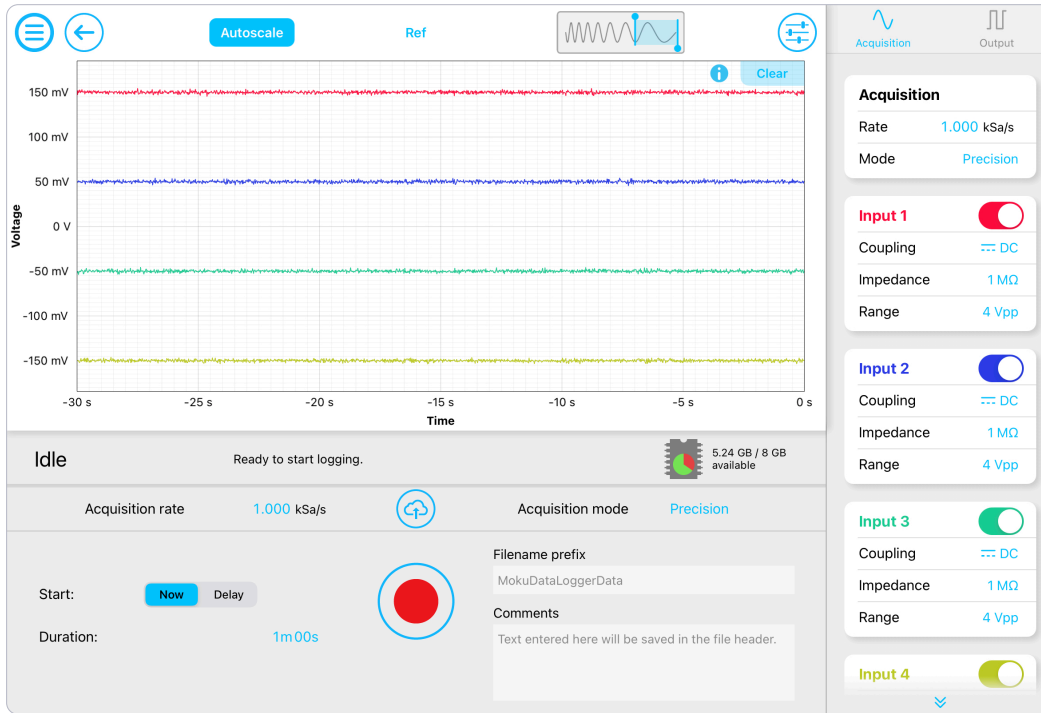 Autoscale
Ref
Acquisition
Output
Clear
150 mV
100 mV
50 mV
0 V
-50 mV
-100 mV
-150 mV
Voltage
-30 s
-25 s
-20 s
-15 s
-10 s
-5 s
0 s
Time
Idle
Ready to start logging.
5.24 GB / 8 GB
available
Acquisition rate
1.000 kSa/s
Acquisition mode
Precision
Start:
Now
Delay
Duration:
1m00s
Filename prefix
MokuDataLoggerData
Comments
Text entered here will be saved in the file header.
Acquisition
Rate 1.000 kSa/s
Mode Precision
Input 1
Coupling DC
Impedance 1 MΩ
Range 4 Vpp
Input 2
Coupling DC
Impedance 1 MΩ
Range 4 Vpp
Input 3
Coupling DC
Impedance 1 MΩ
Range 4 Vpp
Input 4